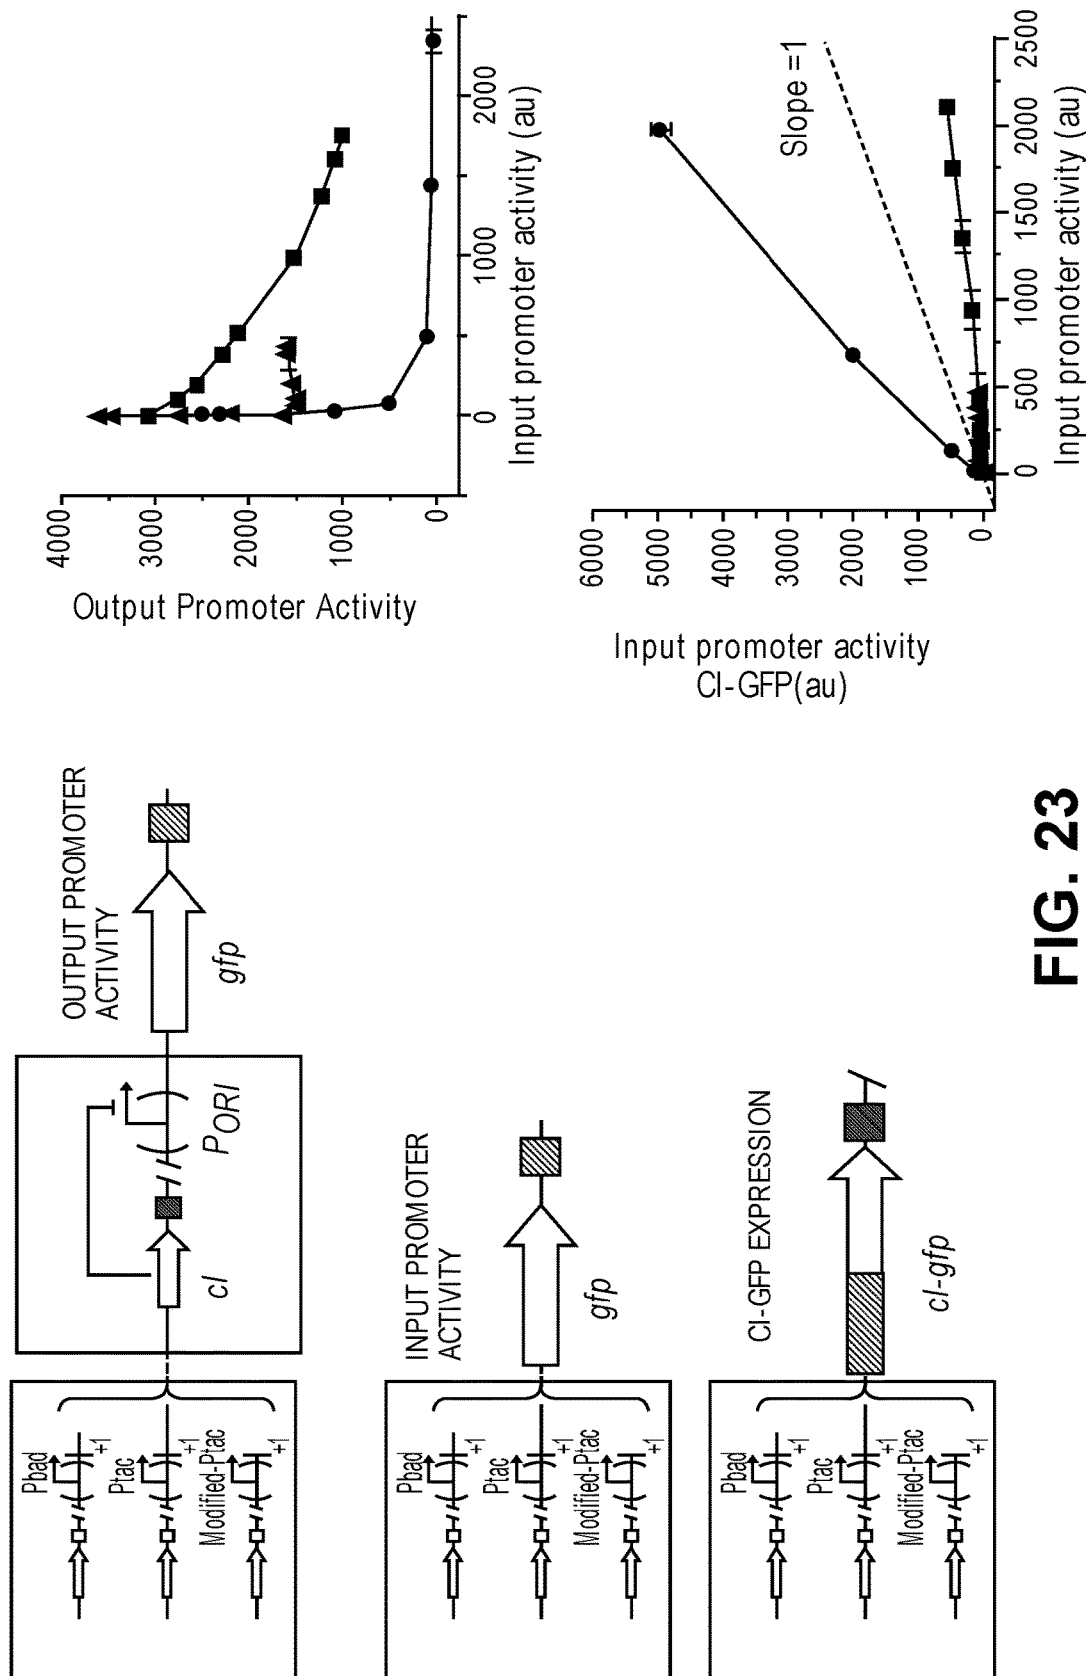 Pbad
+1
Ptac
+1
Modified-Ptac
+1
cI
PORI
OUTPUT PROMOTER
ACTIVITY
gfp
Output Promoter Activity
4000
3000
2000
1000
0
0
1000
2000
Input promoter activity (au)
Pbad
+1
Ptac
+1
Modified-Ptac
+1
INPUT PROMOTER
ACTIVITY
gfp
Pbad
+1
Ptac
+1
Modified-Ptac
+1
CI-GFP EXPRESSION
cI-gfp
Input promoter activity
CI-GFP(au)
6000
5000
4000
3000
2000
1000
0
Slope =1
0
500
1000
1500
2000
2500
Input promoter activity (au)
FIG. 23